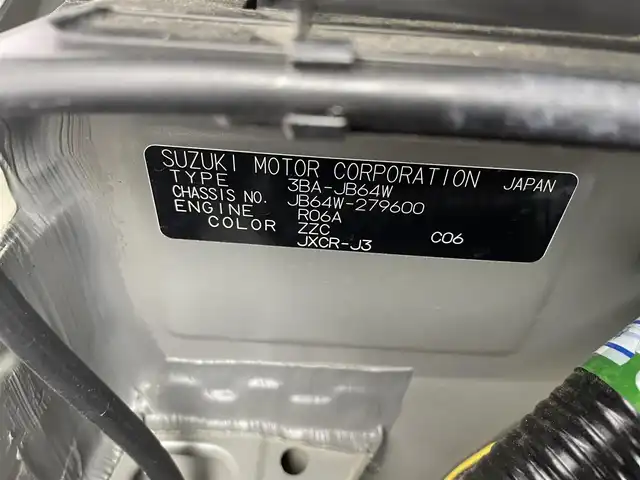 SUZUKI MOTOR CORPORATION JAPAN
TYPE 3BA-JB64W
CHASSIS NO. JB64W-279600
ENGINE R06A
COLOR ZZC
JXCR-J3 C06